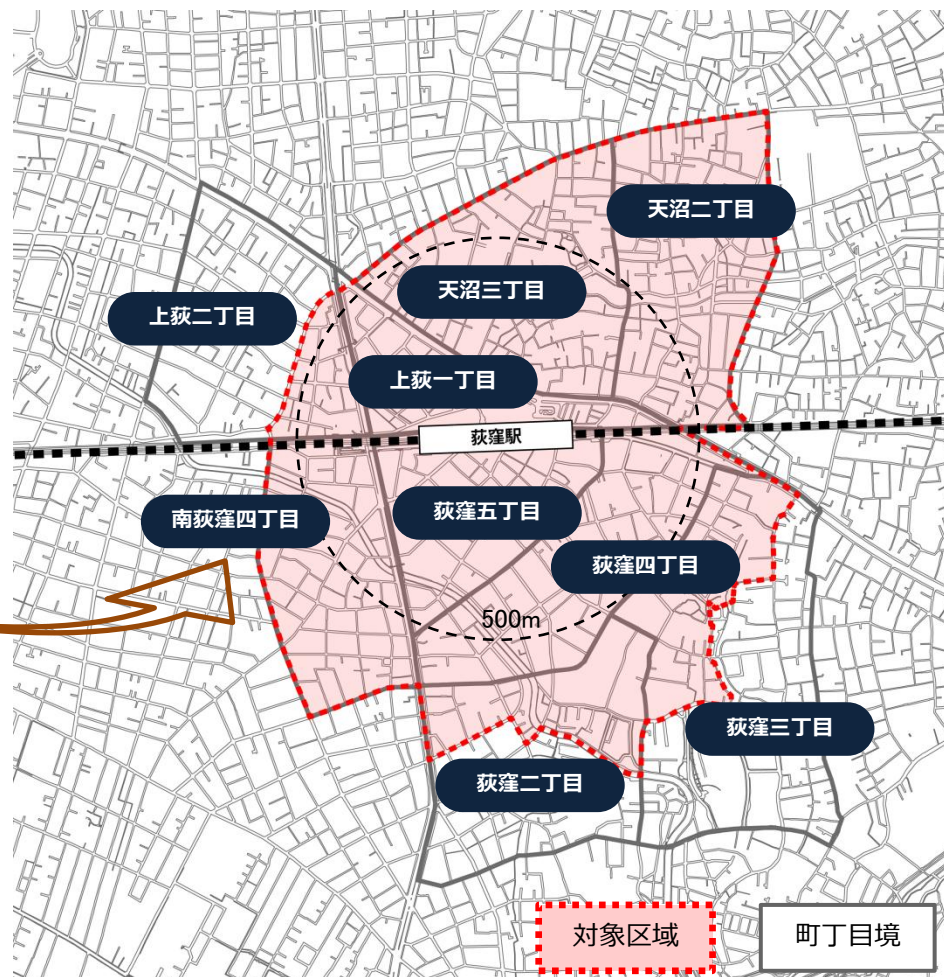 天沼二丁目
天沼三丁目
上荻二丁目
上荻一丁目
荻窪駅
南荻窪四丁目
荻窪五丁目
荻窪四丁目
500m
荻窪三丁目
荻窪二丁目
対象区域
町丁目境